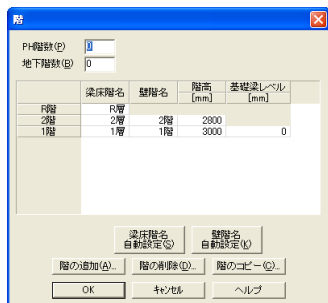 階
PH階数(P) 0
地下階数(B) 0
梁床階名 壁階名 階高 [mm] 基礎梁レベル [mm]
R階 R層
2階 2層 2階 2800
1階 1層 1階 3000 0
梁床階名 自動設定(S) 壁階名 自動設定(K)
階の追加(A)... 階の削除(D)... 階のコピー(C)...
OK キャンセル ヘルプ